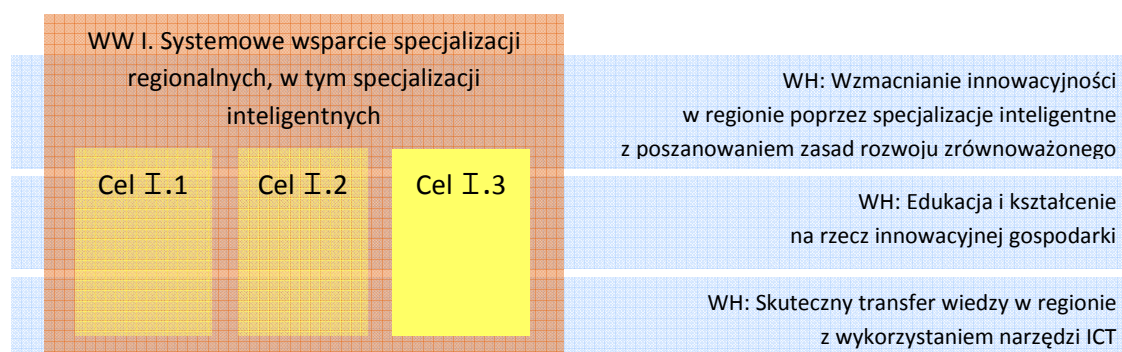 WW I. Systemowe wsparcie specjalizacji
regionalnych, w tym specjalizacji
inteligentnych
Cel I.1
Cel I.2
Cel I.3
WH: Wzmacnianie innowacyjności
w regionie poprzez specjalizacje inteligentne
z poszanowaniem zasad rozwoju zrównoważonego
WH: Edukacja i kształcenie
na rzecz innowacyjnej gospodarki
WH: Skuteczny transfer wiedzy w regionie
z wykorzystaniem narzędzi ICT